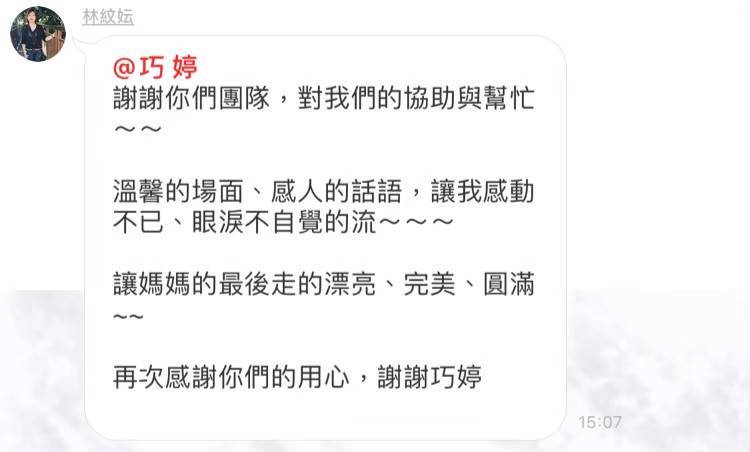 林紋妘
@巧 婷
謝謝你們團隊，對我們的協助與幫忙
～～
溫馨的場面、感人的話語，讓我感動
不已、眼淚不自覺的流～～～
讓媽媽的最後走的漂亮、完美、圓滿
~~
再次感謝你們的用心，謝謝巧婷
15:07